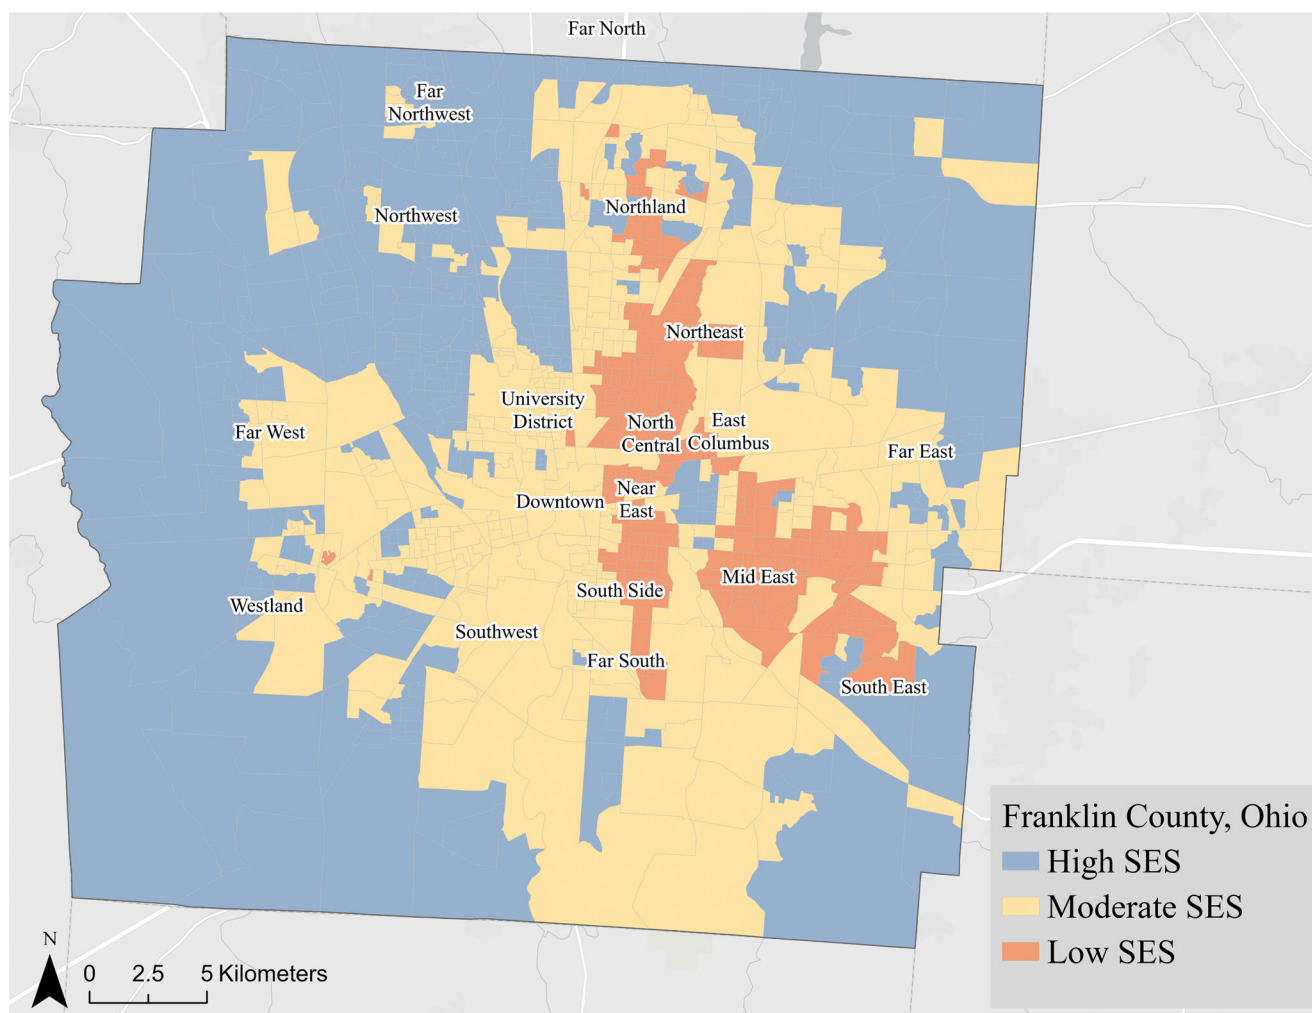 Far North
Far
Northwest
Northwest
Northland
Northeast
University
District
North
Central
East
Columbus
Far West
Far East
Near
East
Downtown
Mid East
South Side
Westland
Southwest
Far South
South East
Franklin County, Ohio
High SES
Moderate SES
Low SES
N
0 2.5 5 Kilometers